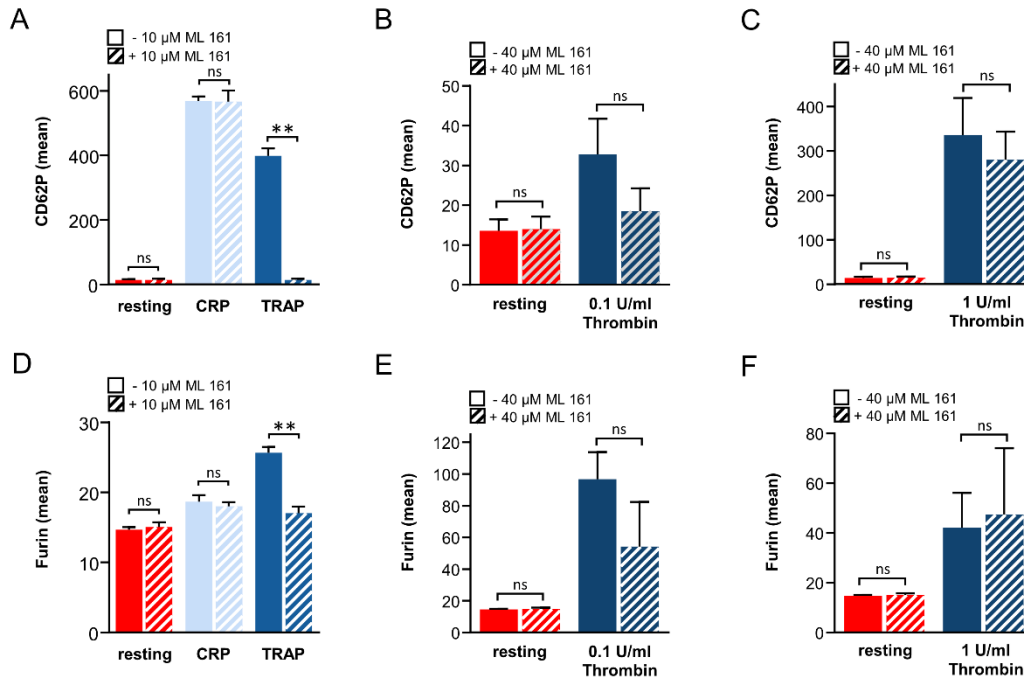 A
- 10 µM ML 161
+ 10 µM ML 161
CD62P (mean)
600
400
200
0
ns
ns
**
resting
CRP
TRAP
B
- 40 µM ML 161
+ 40 µM ML 161
CD62P (mean)
50
40
30
20
10
0
ns
ns
resting
0.1 U/ml
Thrombin
C
- 40 µM ML 161
+ 40 µM ML 161
CD62P (mean)
400
300
200
100
0
ns
ns
resting
1 U/ml
Thrombin
D
- 10 µM ML 161
+ 10 µM ML 161
Furin (mean)
30
20
10
0
ns
ns
**
resting
CRP
TRAP
E
- 40 µM ML 161
+ 40 µM ML 161
Furin (mean)
120
100
80
60
40
20
0
ns
ns
resting
0.1 U/ml
Thrombin
F
- 40 µM ML 161
+ 40 µM ML 161
Furin (mean)
80
60
40
20
0
ns
ns
resting
1 U/ml
Thrombin